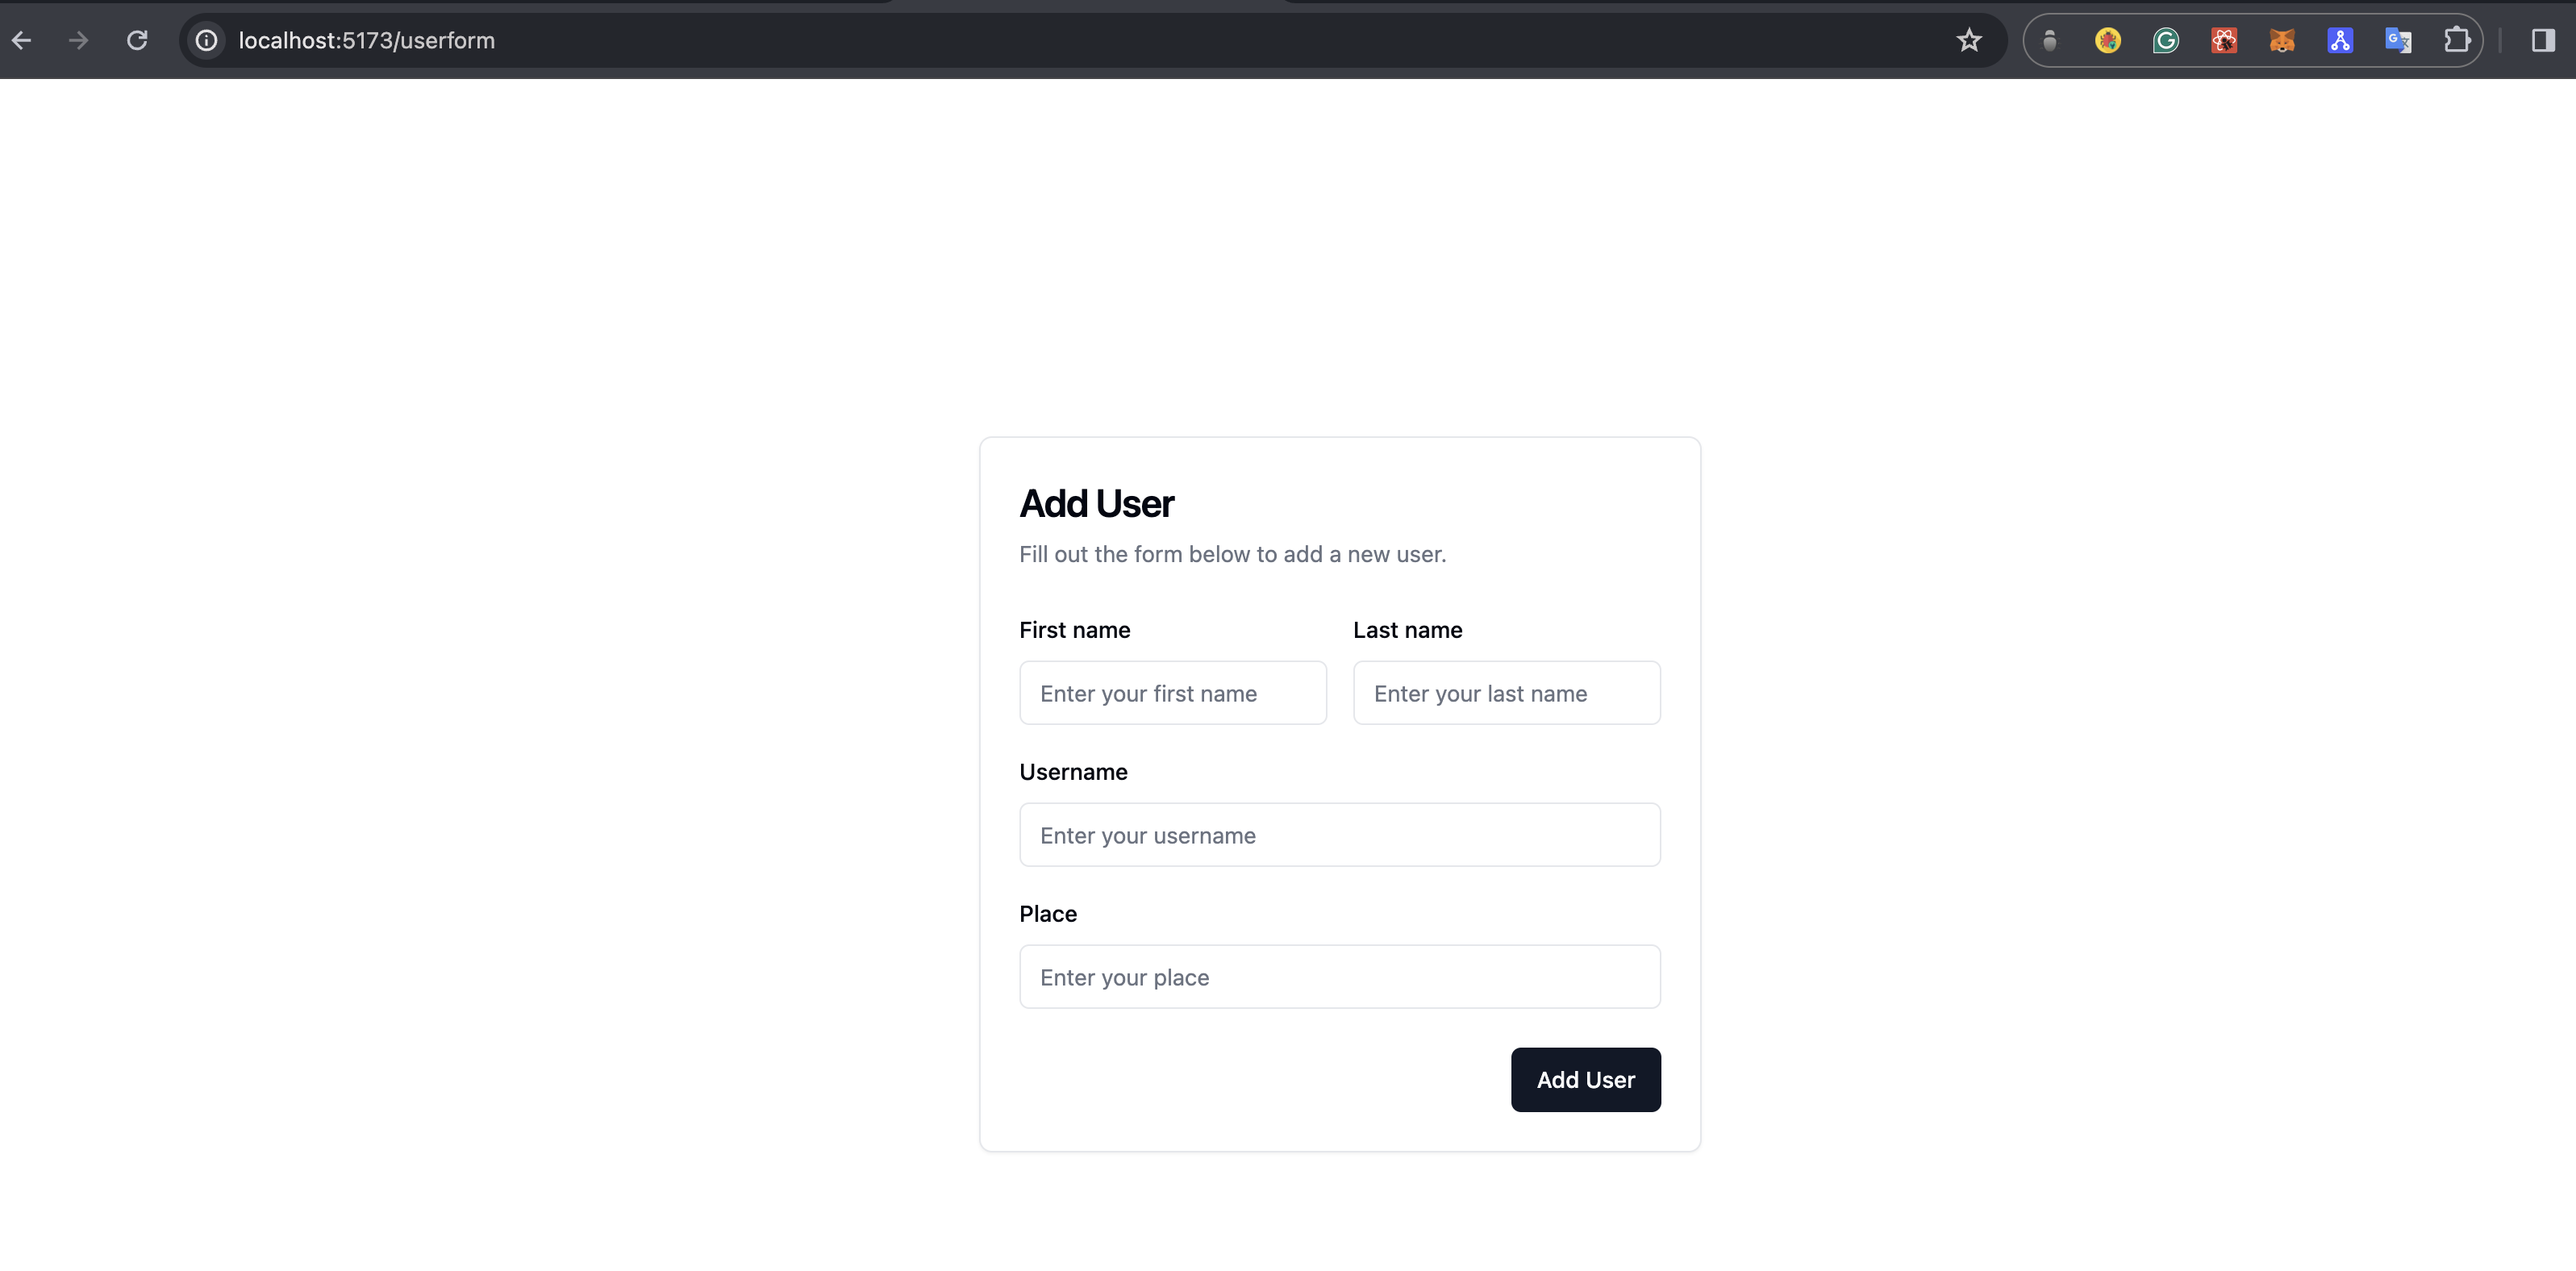 localhost:5173/userform
Add User
Fill out the form below to add a new user.
First name
Last name
Enter your first name
Enter your last name
Username
Enter your username
Place
Enter your place
Add User